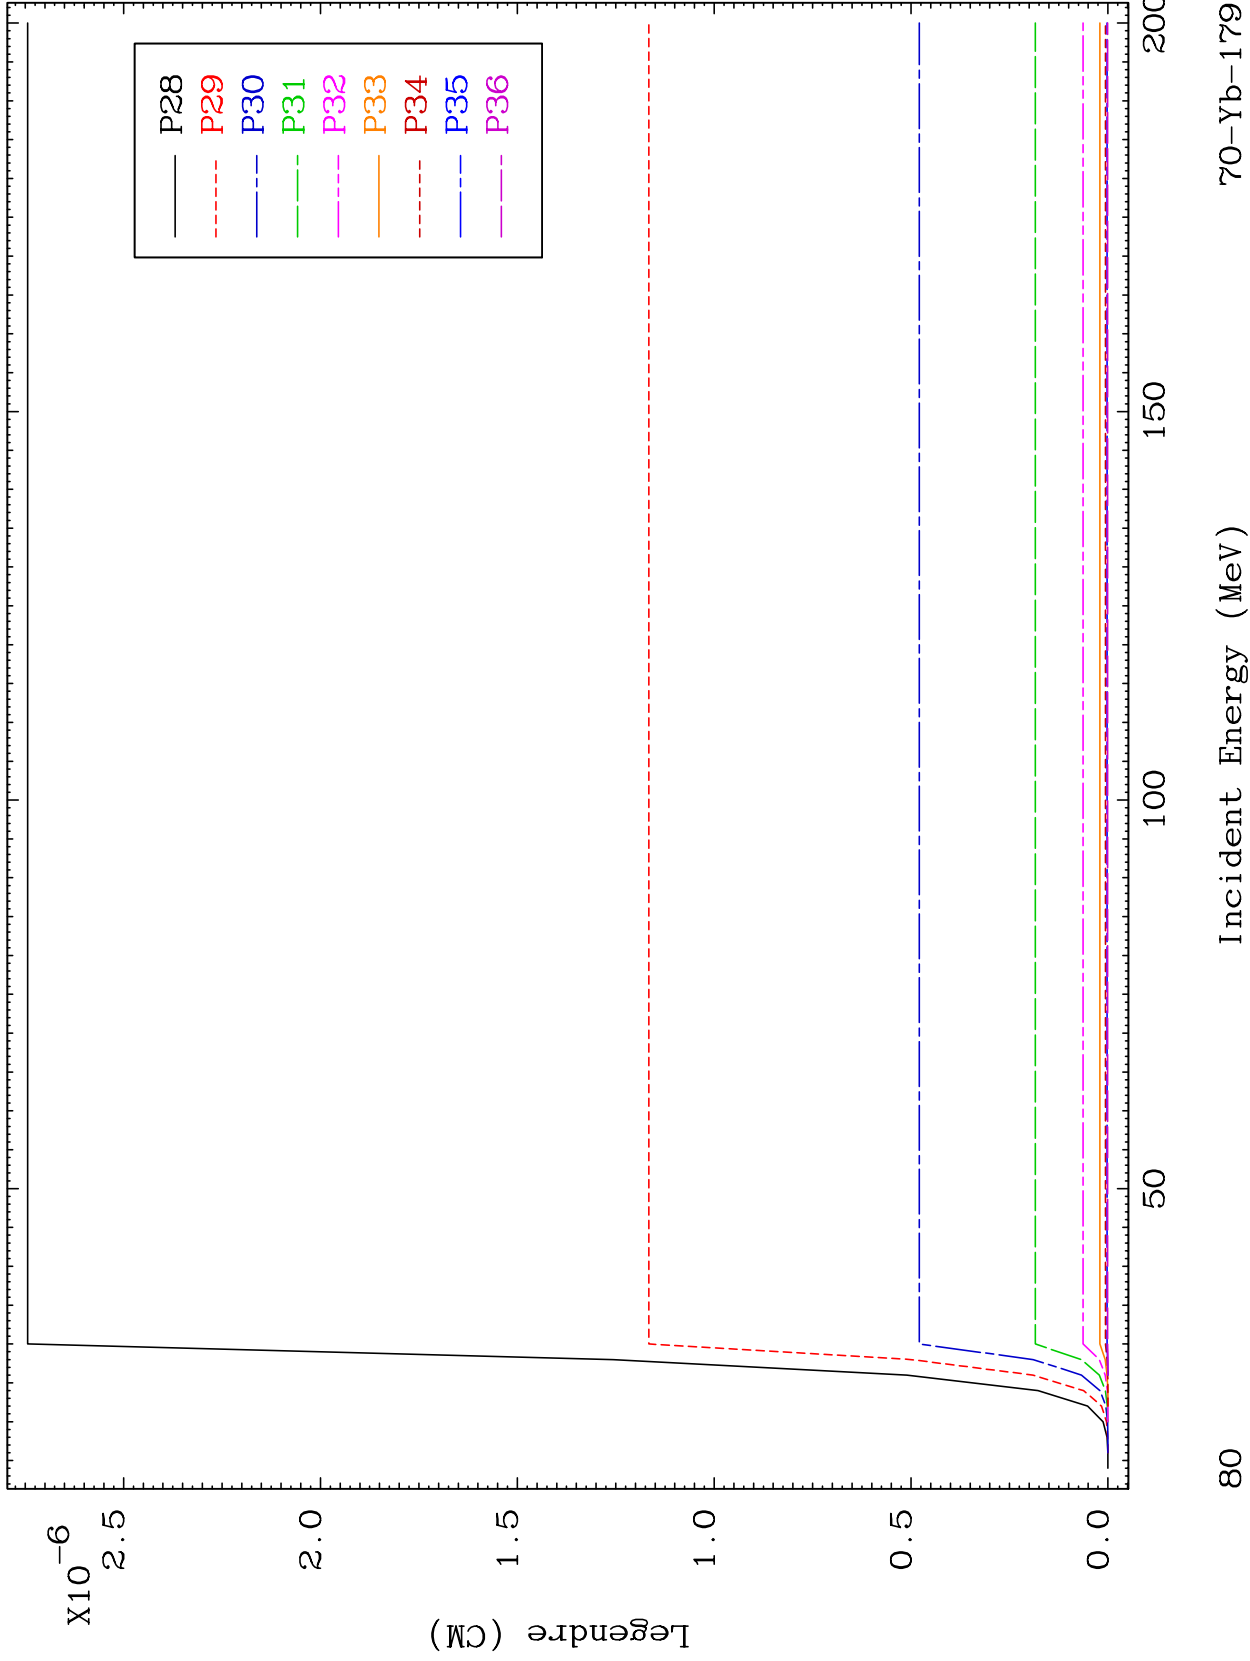 X10-6
2.5
2.0
1.5
1.0
0.5
0.0
Legendre (CM)
P28
P29
P30
P31
P32
P33
P34
P35
P36
50
100
150
200
Incident Energy (MeV)
80
70-Yb-179